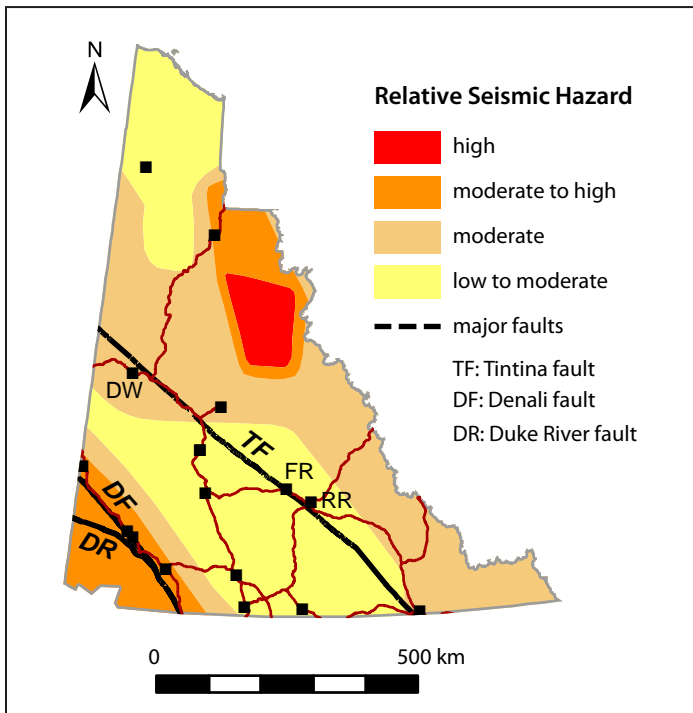 N
Relative Seismic Hazard
high
moderate to high
moderate
low to moderate
major faults
TF: Tintina fault
DF: Denali fault
DR: Duke River fault
DW
TF
FR
RR
DF
DR
0 500 km